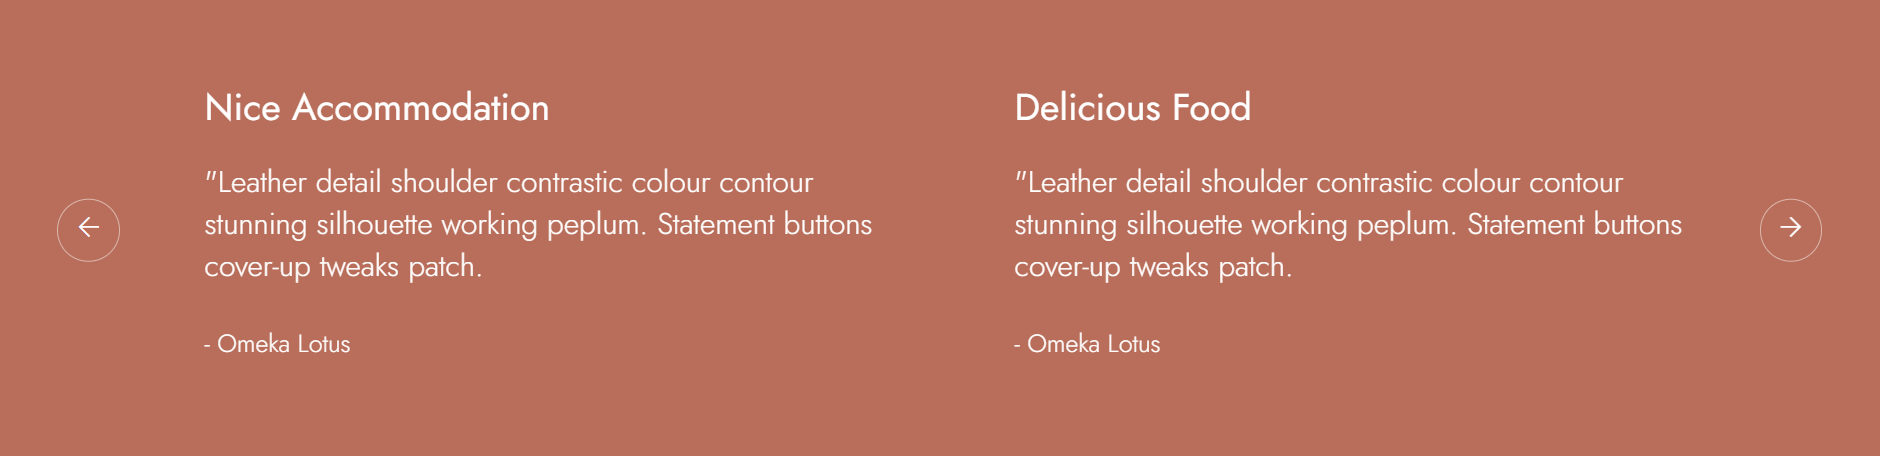 Nice Accommodation
"Leather detail shoulder contrastic colour contour
stunning silhouette working peplum. Statement buttons
cover-up tweaks patch.
- Omeka Lotus
Delicious Food
"Leather detail shoulder contrastic colour contour
stunning silhouette working peplum. Statement buttons
cover-up tweaks patch.
- Omeka Lotus